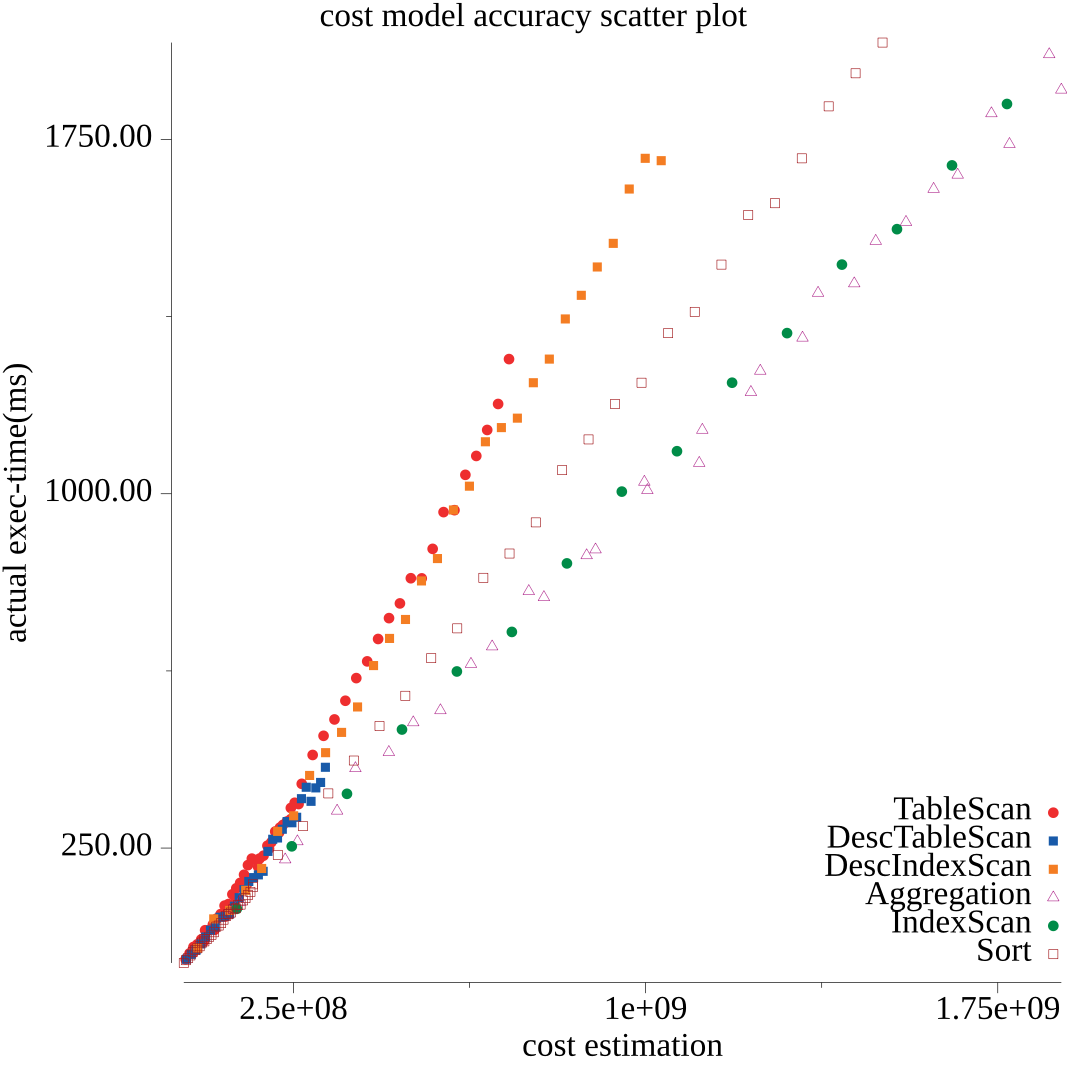 cost model accuracy scatter plot
1750.00
1000.00
250.00
actual exec-time(ms)
TableScan
DescTableScan
DescIndexScan
Aggregation
IndexScan
Sort
2.5e+08
1e+09
1.75e+09
cost estimation